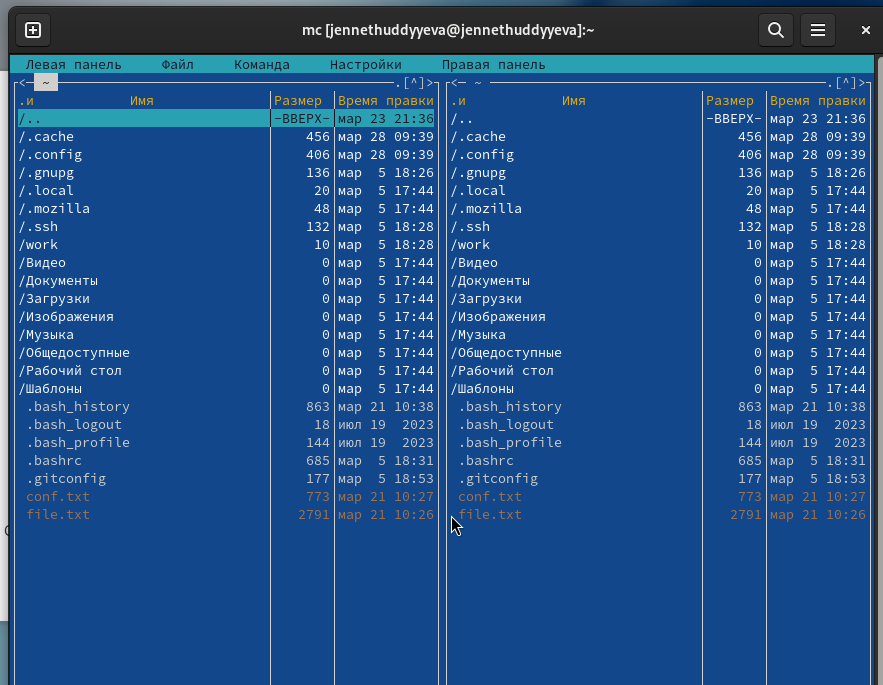 mc [jennethuddyyeva@jennethuddyyeva]:~
Левая панель Файл Команда Настройки Правая панель
<— ~ .[^]> <— ~ .[^]>
.и Имя Размер Время правки .и Имя Размер Время правки
/.. -ВВЕРХ- мар 23 21:36 /.. -ВВЕРХ- мар 23 21:36
/.cache 456 мар 28 09:39 /.cache 456 мар 28 09:39
/.config 406 мар 28 09:39 /.config 406 мар 28 09:39
/.gnupg 136 мар 5 18:26 /.gnupg 136 мар 5 18:26
/.local 20 мар 5 17:44 /.local 20 мар 5 17:44
/.mozilla 48 мар 5 17:44 /.mozilla 48 мар 5 17:44
/.ssh 132 мар 5 18:28 /.ssh 132 мар 5 18:28
/work 10 мар 5 18:28 /work 10 мар 5 18:28
/Видео 0 мар 5 17:44 /Видео 0 мар 5 17:44
/Документы 0 мар 5 17:44 /Документы 0 мар 5 17:44
/Загрузки 0 мар 5 17:44 /Загрузки 0 мар 5 17:44
/Изображения 0 мар 5 17:44 /Изображения 0 мар 5 17:44
/Музыка 0 мар 5 17:44 /Музыка 0 мар 5 17:44
/Общедоступные 0 мар 5 17:44 /Общедоступные 0 мар 5 17:44
/Рабочий стол 0 мар 5 17:44 /Рабочий стол 0 мар 5 17:44
/Шаблоны 0 мар 5 17:44 /Шаблоны 0 мар 5 17:44
.bash_history 863 мар 21 10:38 .bash_history 863 мар 21 10:38
.bash_logout 18 июл 19 2023 .bash_logout 18 июл 19 2023
.bash_profile 144 июл 19 2023 .bash_profile 144 июл 19 2023
.bashrc 685 мар 5 18:31 .bashrc 685 мар 5 18:31
.gitconfig 177 мар 5 18:53 .gitconfig 177 мар 5 18:53
conf.txt 773 мар 21 10:27 conf.txt 773 мар 21 10:27
file.txt 2791 мар 21 10:26 file.txt 2791 мар 21 10:26